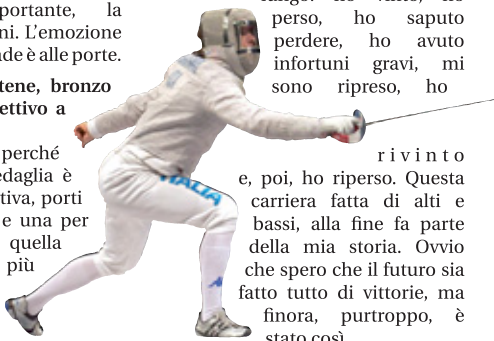 portante, la
ni. L'emozione
de è alle porte.
tene, bronzo
ettivo a
perché
edaglia è
tiva, porti
e una per
quella
più
perso, ho saputo
perdere, ho avuto
infortuni gravi, mi
sono ripreso, ho
rivinto
e, poi, ho riperso. Questa
carriera fatta di alti e
bassi, alla fine fa parte
della mia storia. Ovvio
che spero che il futuro sia
fatto tutto di vittorie, ma
finora, purtroppo, è
stato così
ITALIA